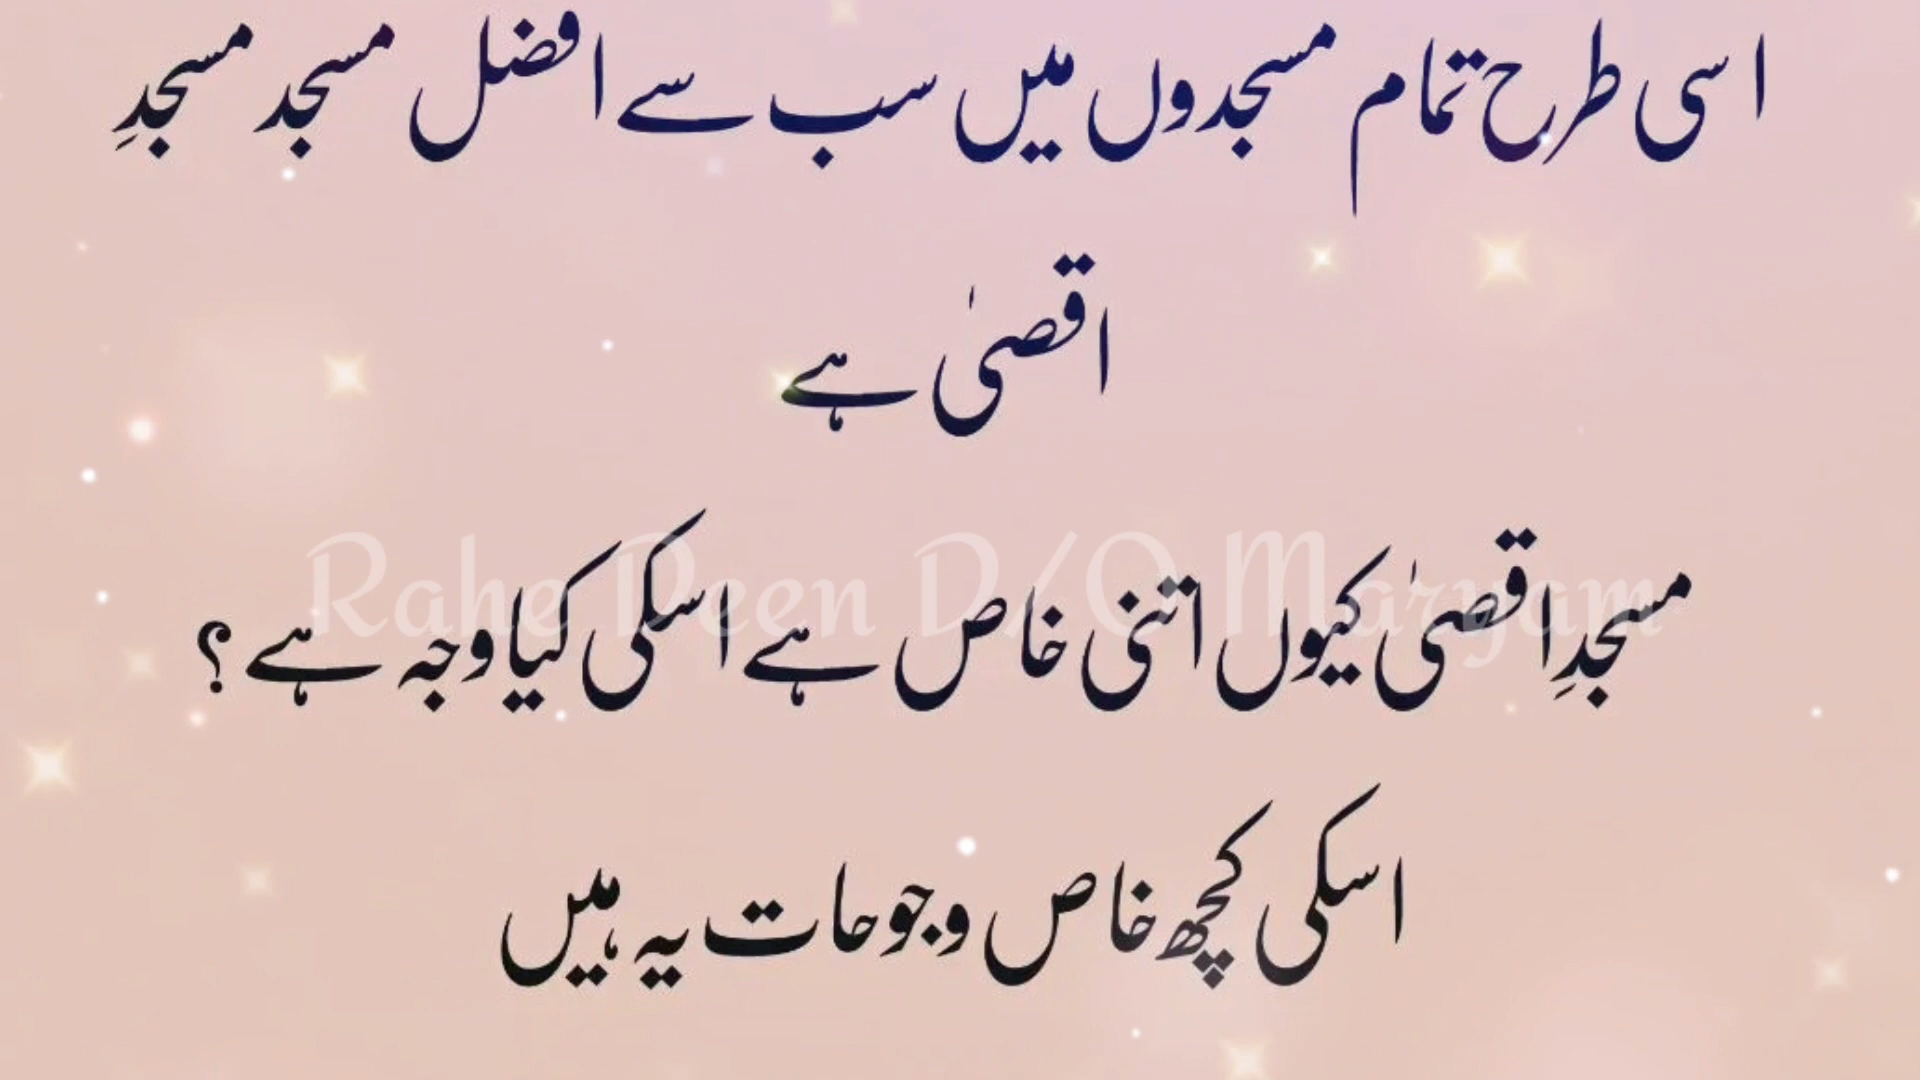 اسی طرح تمام مسجدوں میں سب سے افضل مسجد مسجدِ
اقصیٰ ہے
Rahe Deen D/O Maryam
مسجدِ اقصیٰ کیوں اتنی خاص ہے اسکی کیا وجہ ہے ؟
اسکی کچھ خاص وجوحات یہ ہیں